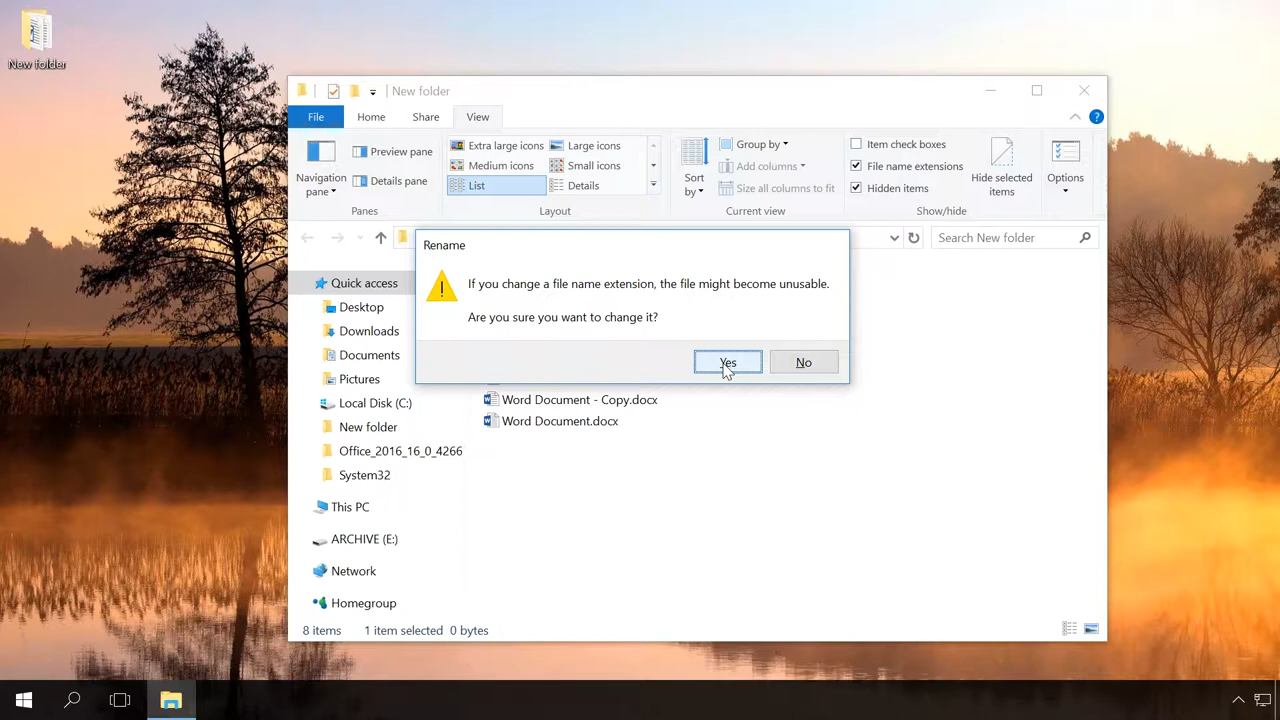 New folder
New folder
File
Home
Share
View
Navigation
pane
Preview pane
Details pane
Panes
Extra large icons
Large icons
Medium icons
Small icons
List
Details
Layout
Sort
by
Group by
Add columns
Size all columns to fit
Current view
Item check boxes
File name extensions
Hidden items
Hide selected
items
Show/hide
Options
Search New folder
Rename
If you change a file name extension, the file might become unusable.
Are you sure you want to change it?
Yes
No
Quick access
Desktop
Downloads
Documents
Pictures
Local Disk (C:)
New folder
Office_2016_16_0_4266
System32
This PC
ARCHIVE (E:)
Network
Homegroup
Word Document - Copy.docx
Word Document.docx
8 items
1 item selected
0 bytes